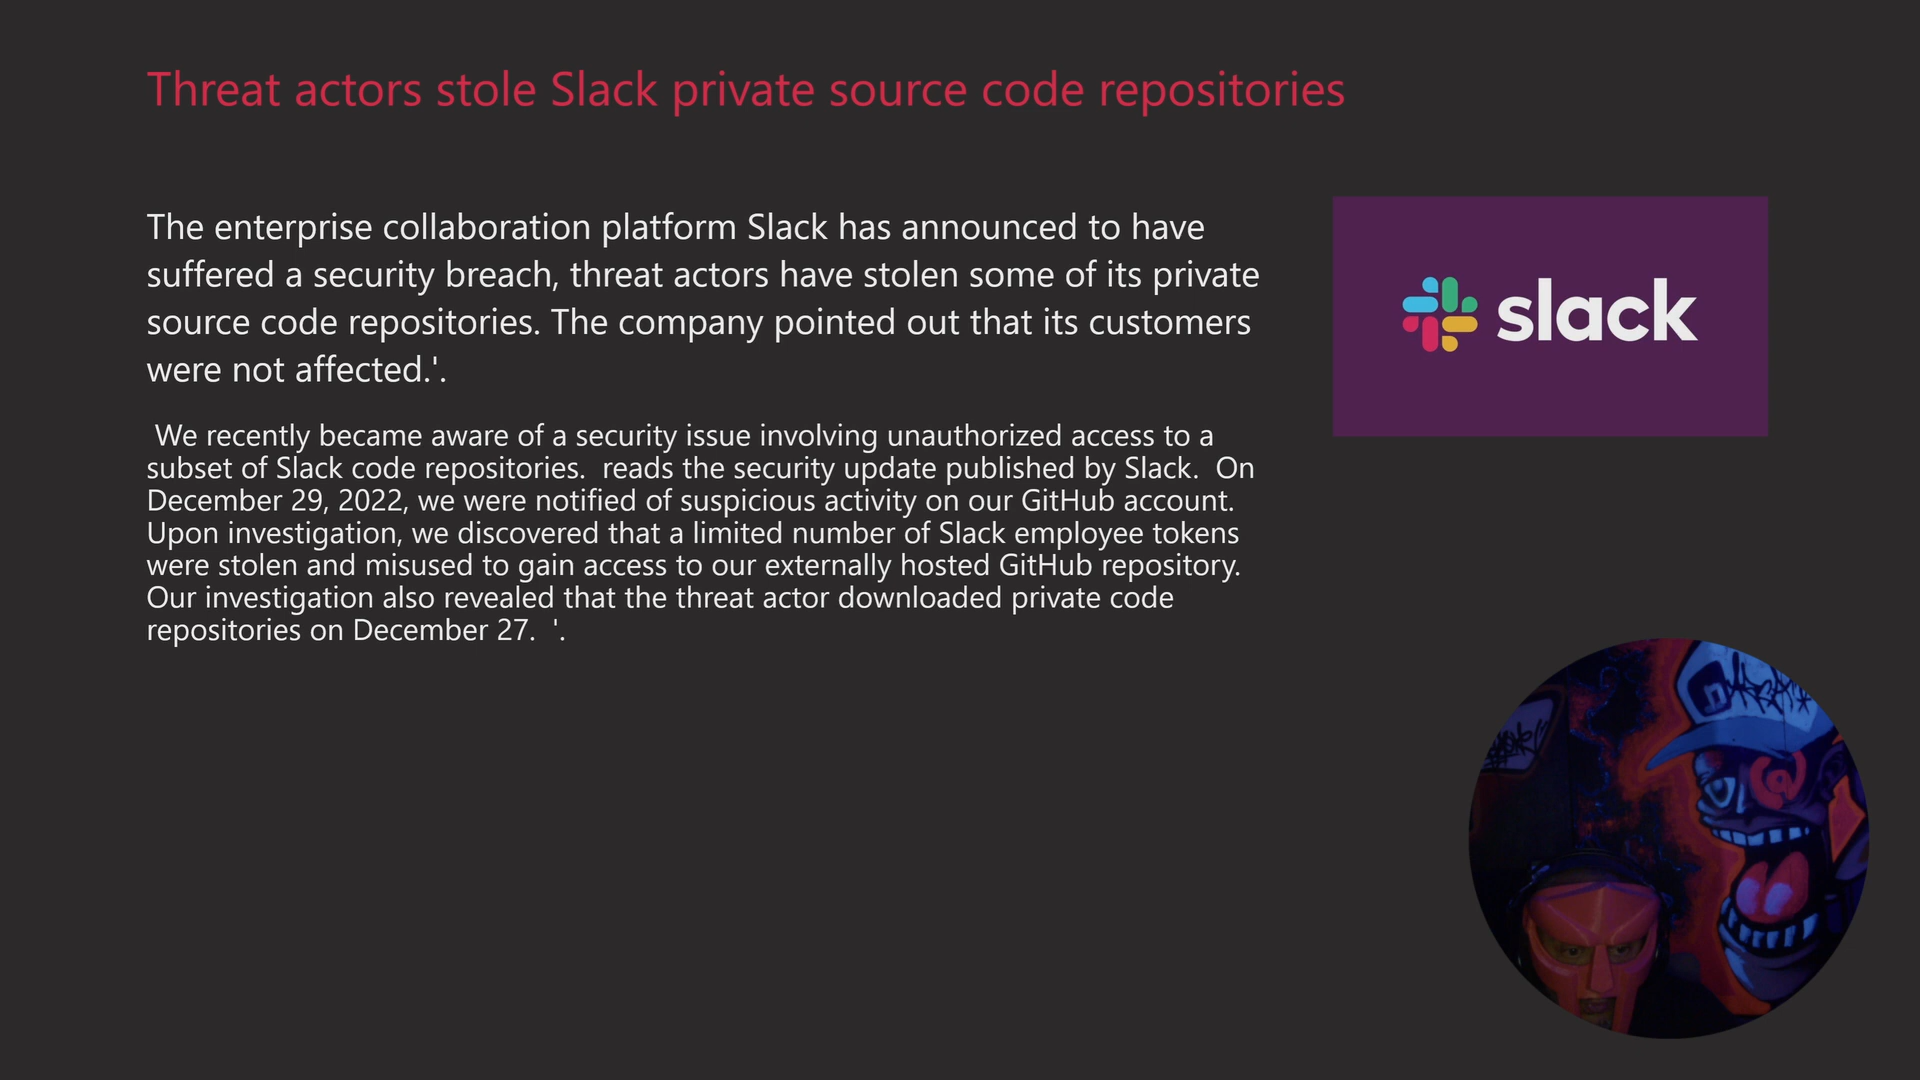 Threat actors stole Slack private source code repositories
The enterprise collaboration platform Slack has announced to have
suffered a security breach, threat actors have stolen some of its private
source code repositories. The company pointed out that its customers
were not affected.'.
We recently became aware of a security issue involving unauthorized access to a
subset of Slack code repositories.  reads the security update published by Slack.  On
December 29, 2022, we were notified of suspicious activity on our GitHub account.
Upon investigation, we discovered that a limited number of Slack employee tokens
were stolen and misused to gain access to our externally hosted GitHub repository.
Our investigation also revealed that the threat actor downloaded private code
repositories on December 27.  '.
slack